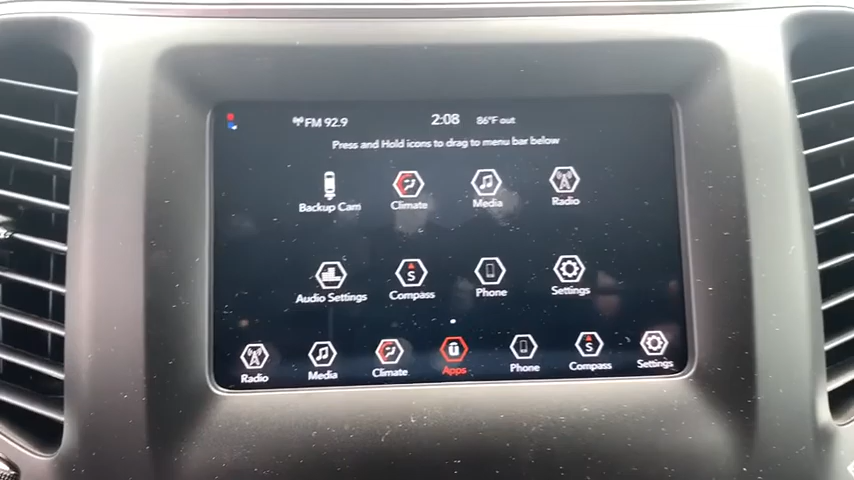 FM 92.9 2:08 86°F out
Press and Hold icons to drag to menu bar below
Backup Cam Climate Media Radio
Audio Settings Compass Phone Settings
Radio Media Climate Apps Phone Compass Settings